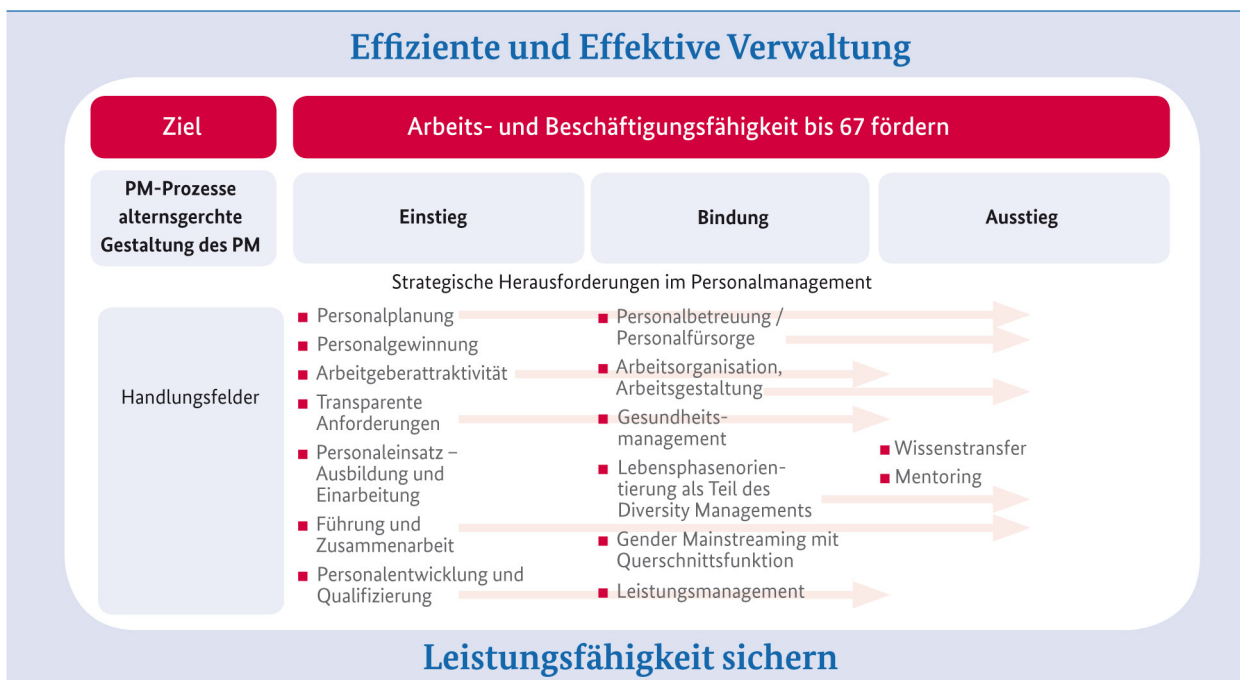 Effiziente und Effektive Verwaltung
Ziel
Arbeits- und Beschäftigungsfähigkeit bis 67 fördern
PM-Prozesse
alternsgerchte
Gestaltung des PM
Einstieg
Bindung
Ausstieg
Strategische Herausforderungen im Personalmanagement
Handlungsfelder
Personalplanung
Personalgewinnung
Arbeitgeberattraktivität
Transparente
Anforderungen
Personaleinsatz –
Ausbildung und
Einarbeitung
Führung und
Zusammenarbeit
Personalentwicklung und
Qualifizierung
Personalbetreuung /
Personalfürsorge
Arbeitsorganisation,
Arbeitsgestaltung
Gesundheits-
management
Lebensphasenorien-
tierung als Teil des
Diversity Managements
Gender Mainstreaming mit
Querschnittsfunktion
Leistungsmanagement
Wissenstransfer
Mentoring
Leistungsfähigkeit sichern